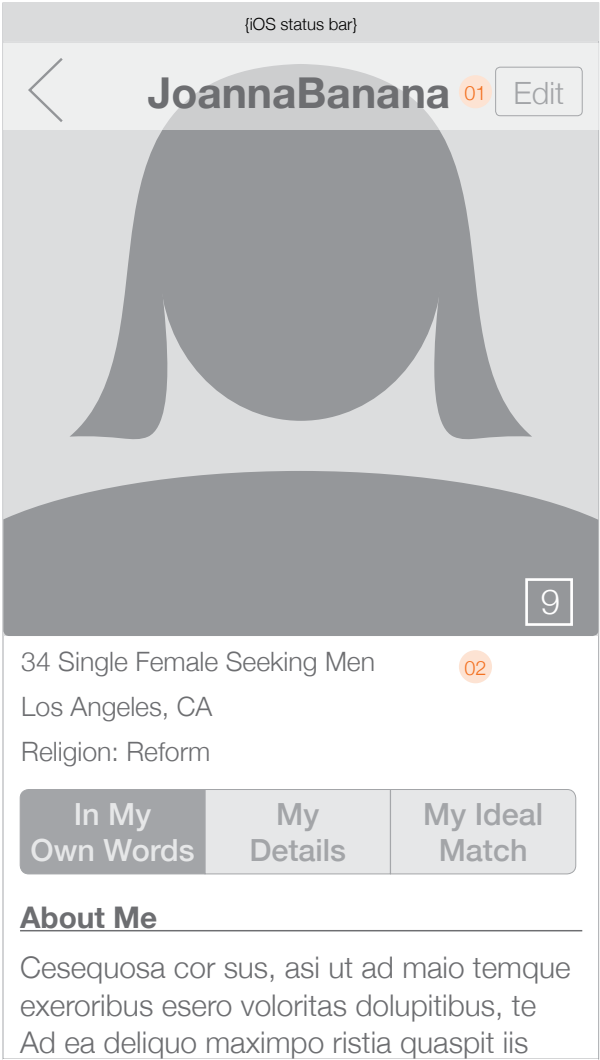 {iOS status bar}
JoannaBanana 01 Edit
9
34 Single Female Seeking Men 02
Los Angeles, CA
Religion: Reform
In My
Own Words
My
Details
My Ideal
Match
About Me
Cesequosa cor sus, asi ut ad maio temque
exeroribus esero voloritas dolupitibus, te
Ad ea deliquo maximpo ristia quaspit iis